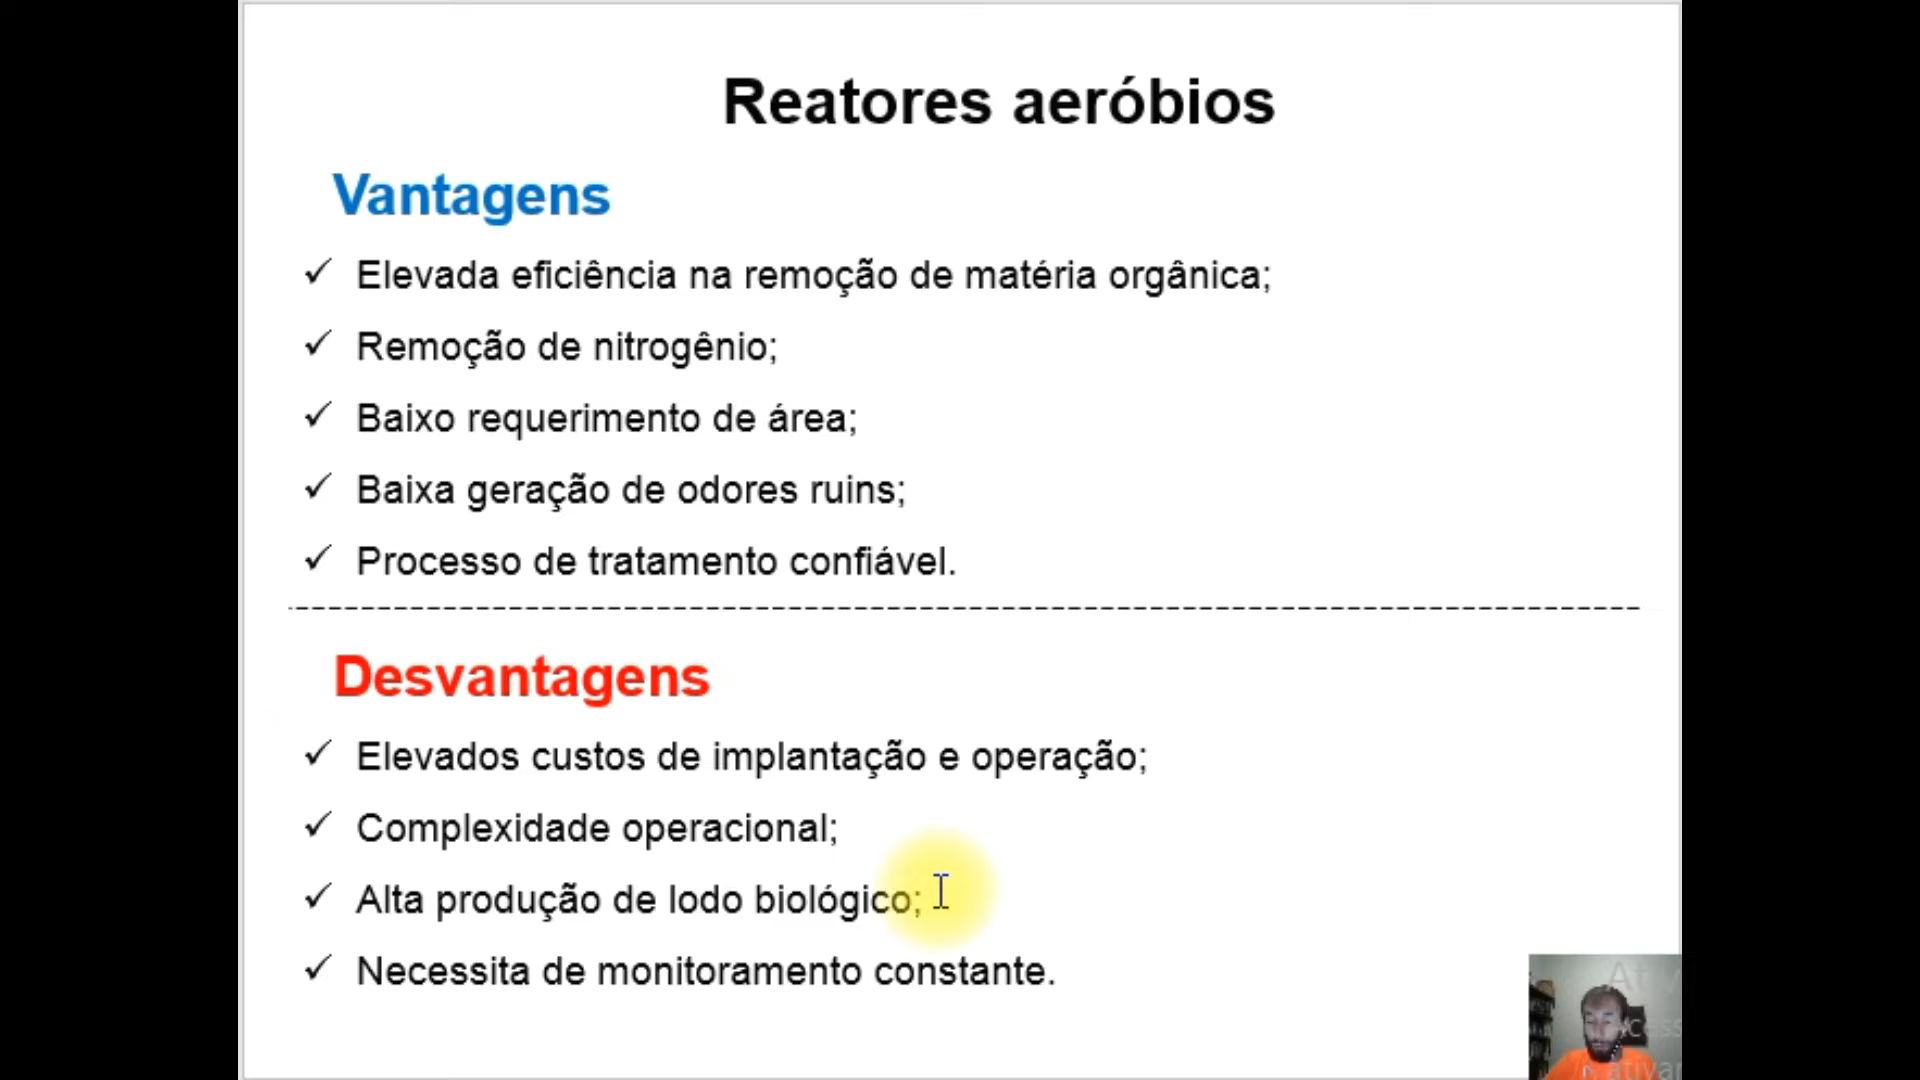 Reatores aeróbios
Vantagens
✓ Elevada eficiência na remoção de matéria orgânica;
✓ Remoção de nitrogênio;
✓ Baixo requerimento de área;
✓ Baixa geração de odores ruins;
✓ Processo de tratamento confiável.
Desvantagens
✓ Elevados custos de implantação e operação;
✓ Complexidade operacional;
✓ Alta produção de lodo biológico;
✓ Necessita de monitoramento constante.